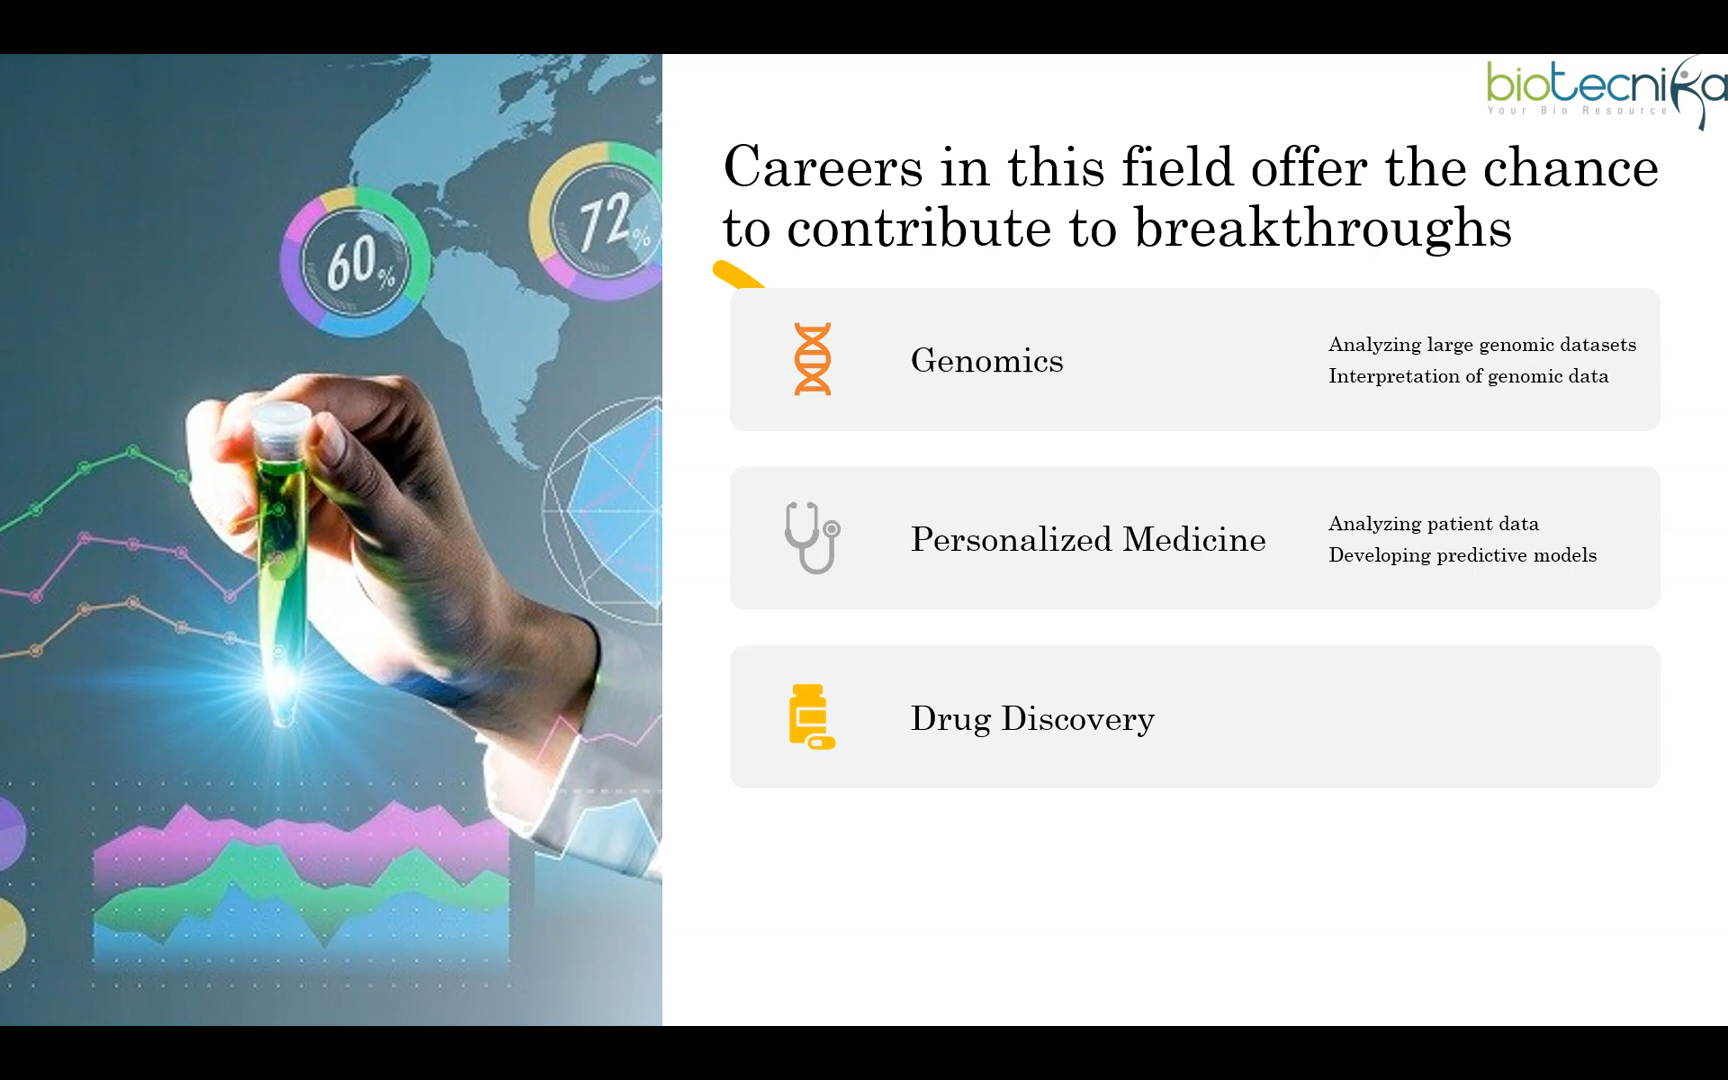 biotecnika
Your Bio Resource
Careers in this field offer the chance
to contribute to breakthroughs
60%
72%
Genomics
Analyzing large genomic datasets
Interpretation of genomic data
Personalized Medicine
Analyzing patient data
Developing predictive models
Drug Discovery